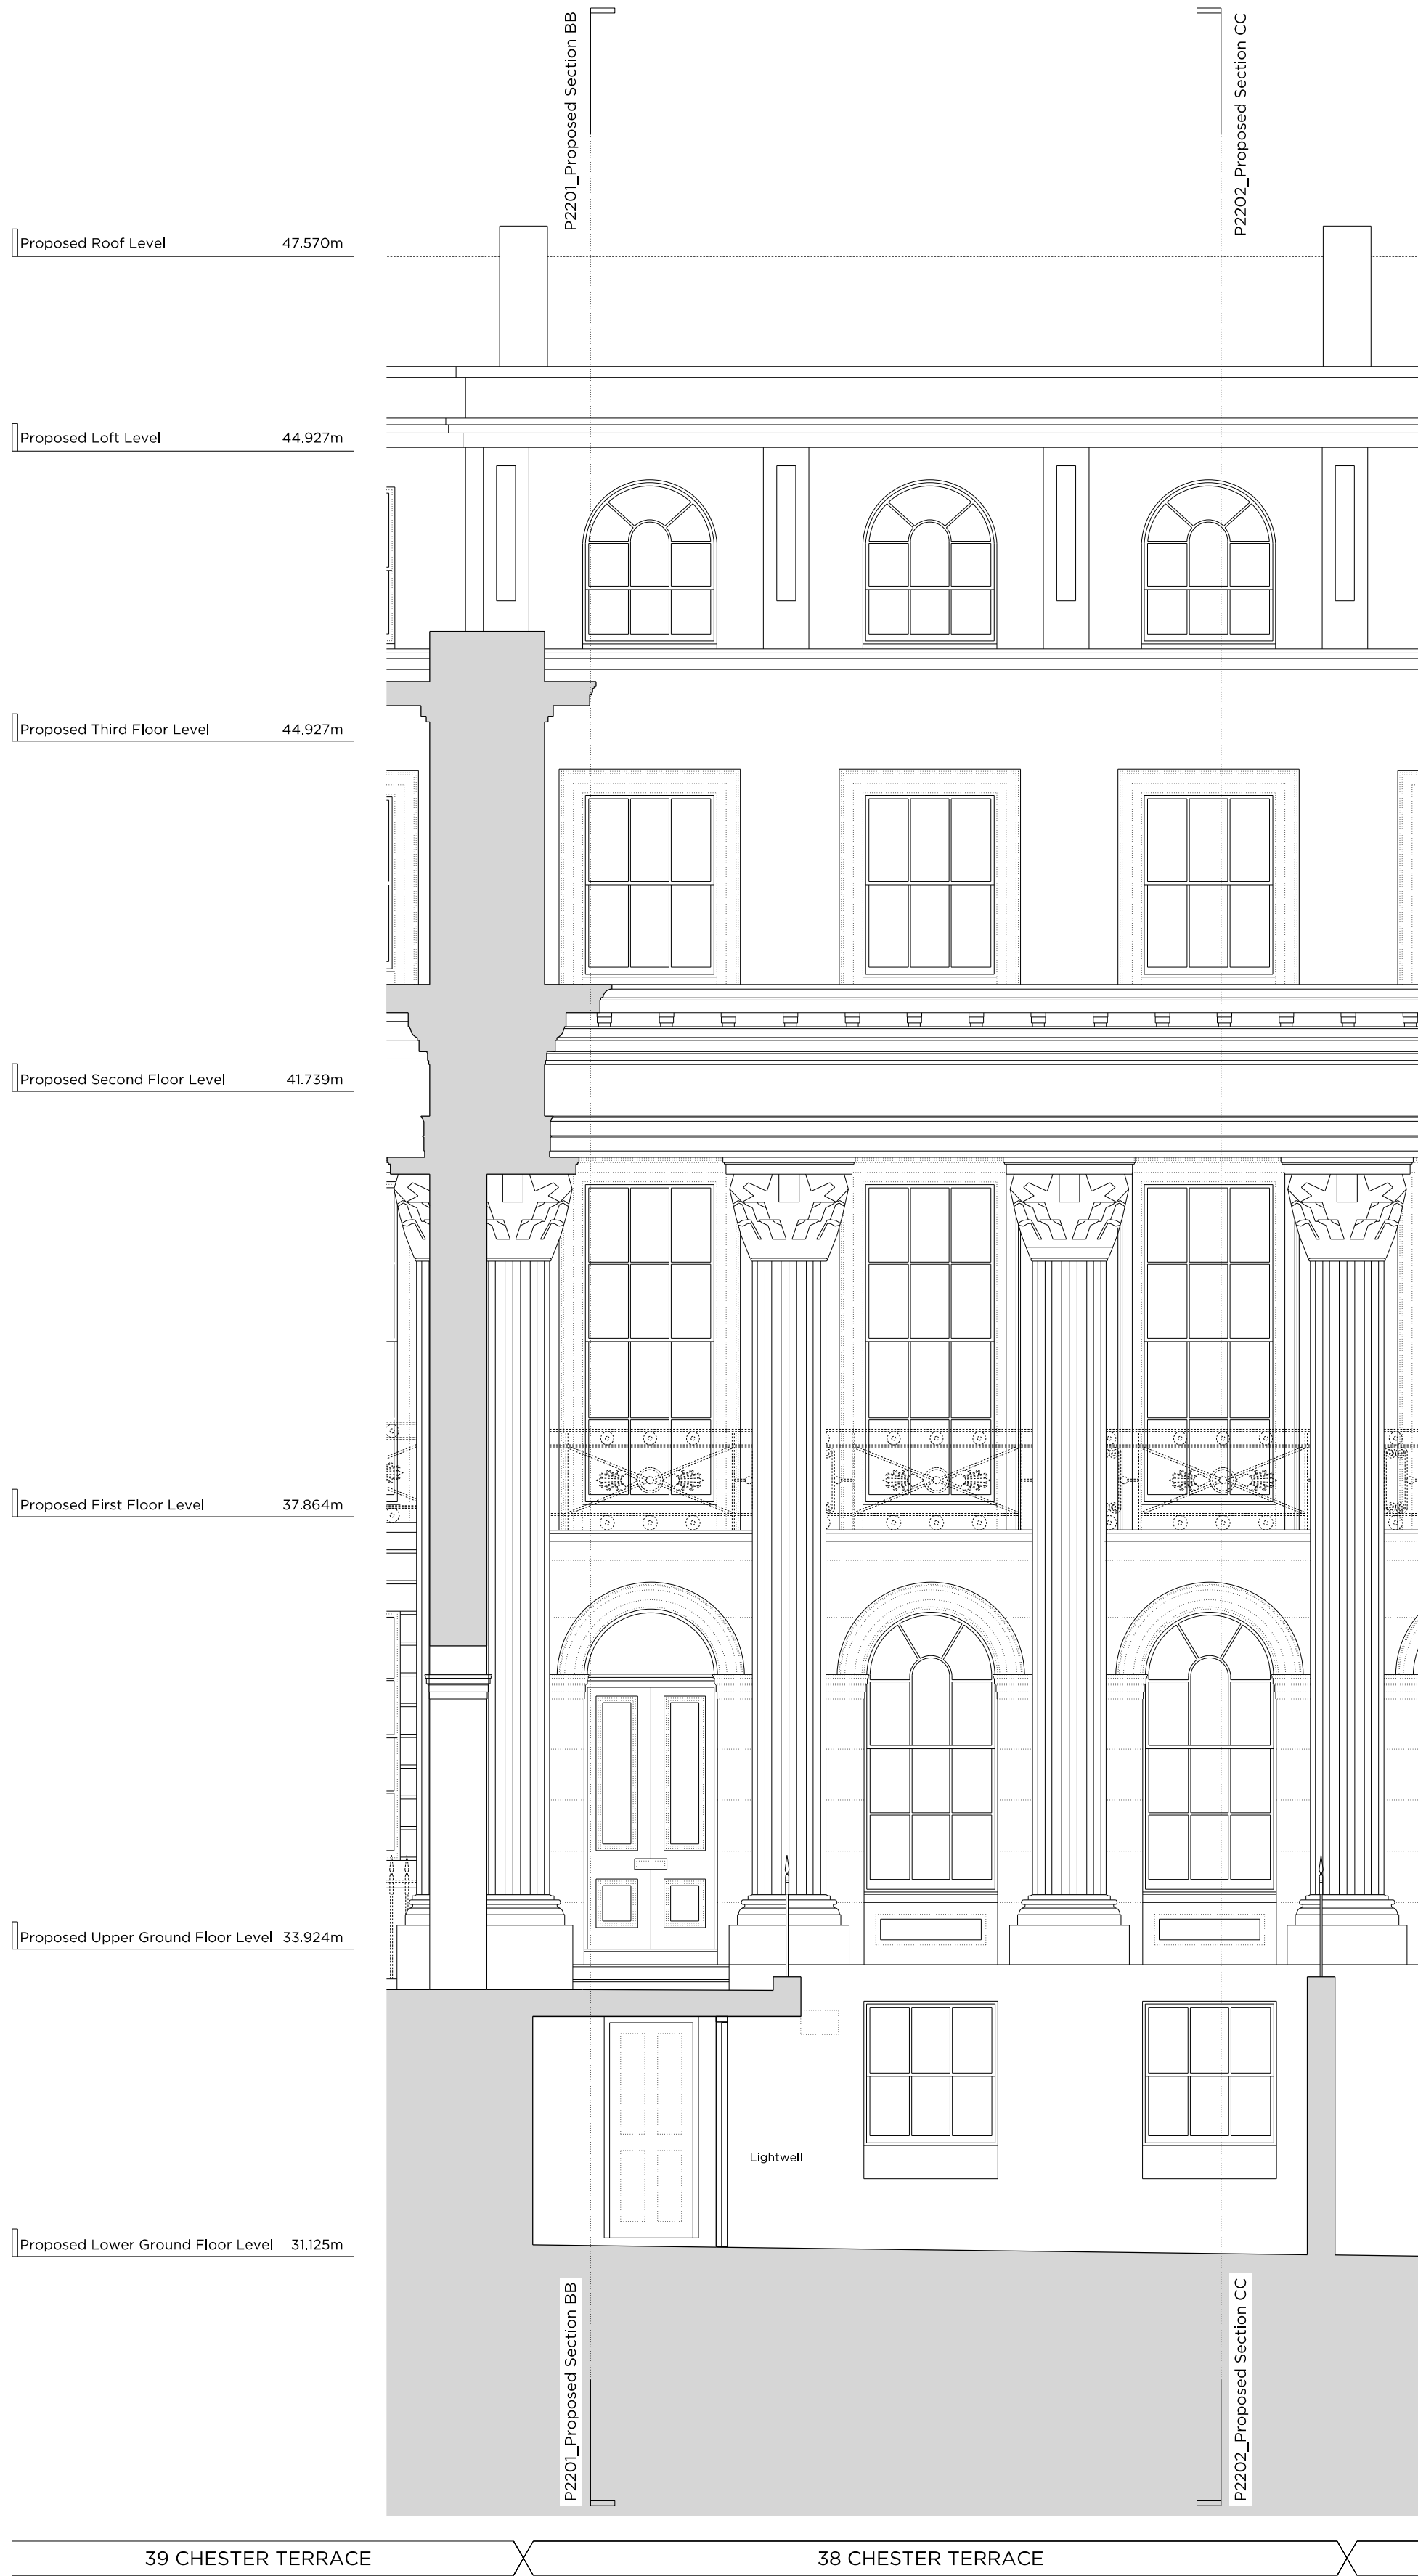 P2201_Proposed Section BB
P2202_Proposed Section CC
Proposed Roof Level 47.570m
Proposed Loft Level 44.927m
Proposed Third Floor Level 44.927m
Proposed Second Floor Level 41.739m
Proposed First Floor Level 37.864m
Proposed Upper Ground Floor Level 33.924m
Lightwell
Proposed Lower Ground Floor Level 31.125m
P2201_Proposed Section BB
P2202_Proposed Section CC
39 CHESTER TERRACE
38 CHESTER TERRACE